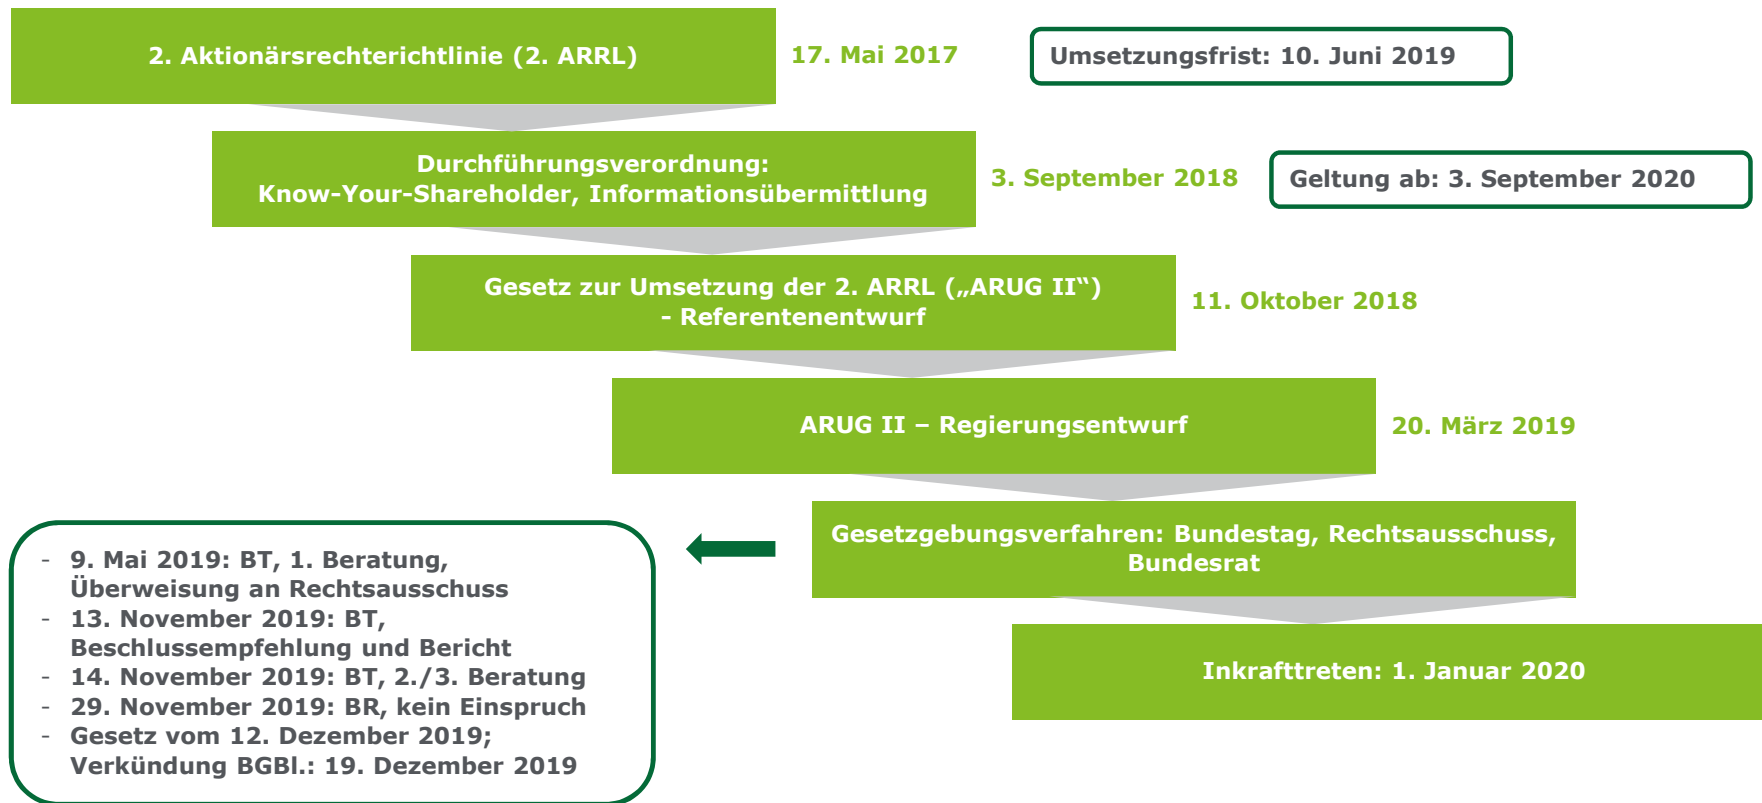 2. Aktionärsrechterichtlinie (2. ARRL)
17. Mai 2017
Umsetzungsfrist: 10. Juni 2019
Durchführungsverordnung:
Know-Your-Shareholder, Informationsübermittlung
3. September 2018
Geltung ab: 3. September 2020
Gesetz zur Umsetzung der 2. ARRL („ARUG II“)
- Referentenentwurf
11. Oktober 2018
ARUG II – Regierungsentwurf
20. März 2019
Gesetzgebungsverfahren: Bundestag, Rechtsausschuss,
Bundesrat
- 9. Mai 2019: BT, 1. Beratung,
Überweisung an Rechtsausschuss
- 13. November 2019: BT,
Beschlussempfehlung und Bericht
- 14. November 2019: BT, 2./3. Beratung
- 29. November 2019: BR, kein Einspruch
- Gesetz vom 12. Dezember 2019;
Verkündung BGBl.: 19. Dezember 2019
Inkrafttreten: 1. Januar 2020